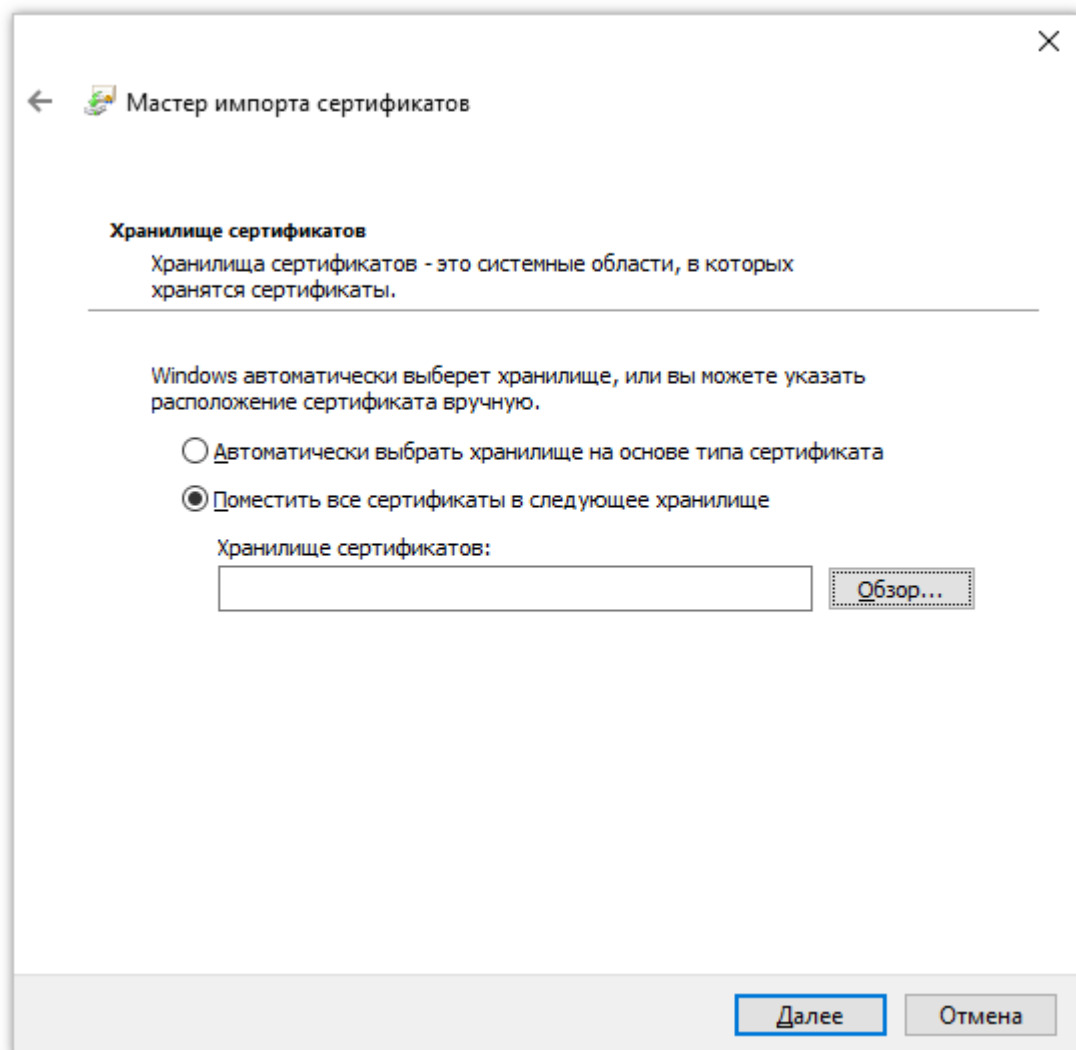 Мастер импорта сертификатов
Хранилище сертификатов
Хранилища сертификатов - это системные области, в которых
хранятся сертификаты.
Windows автоматически выберет хранилище, или вы можете указать
расположение сертификата вручную.
Автоматически выбрать хранилище на основе типа сертификата
Поместить все сертификаты в следующее хранилище
Хранилище сертификатов:
Обзор...
Далее
Отмена